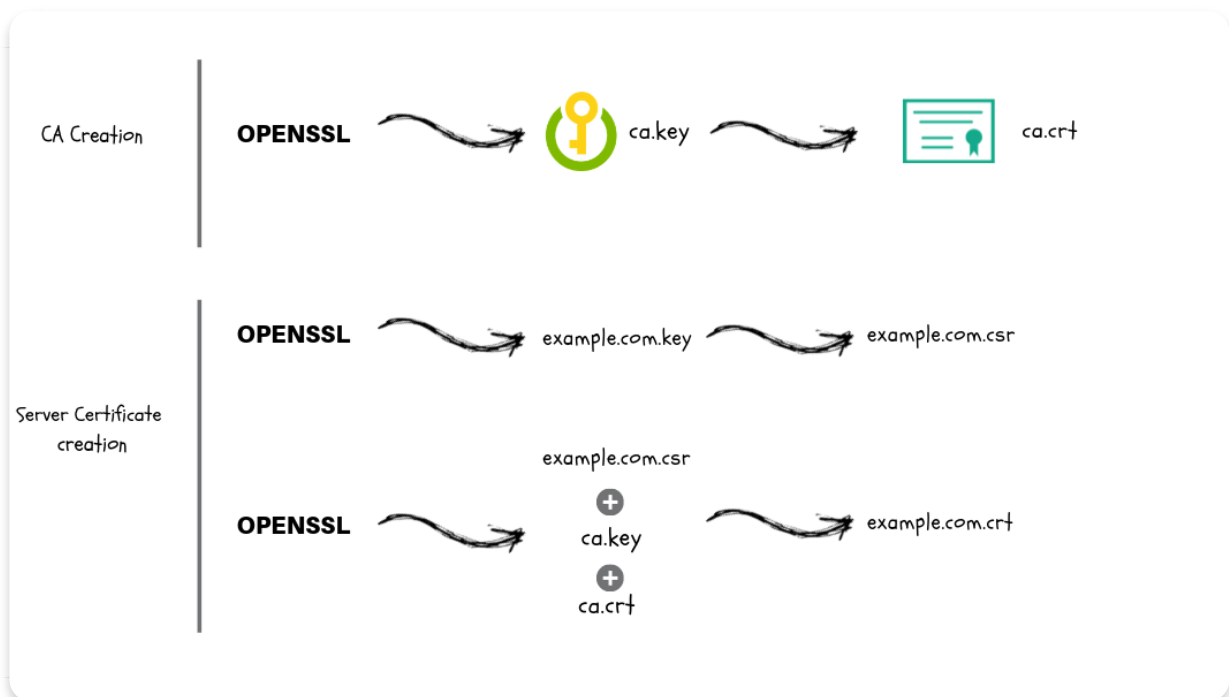 CA Creation
OPENSSL
ca.key
ca.crt
OPENSSL
example.com.key
example.com.csr
Server Certificate
creation
example.com.csr
+
OPENSSL
ca.key
example.com.crt
+
ca.crt